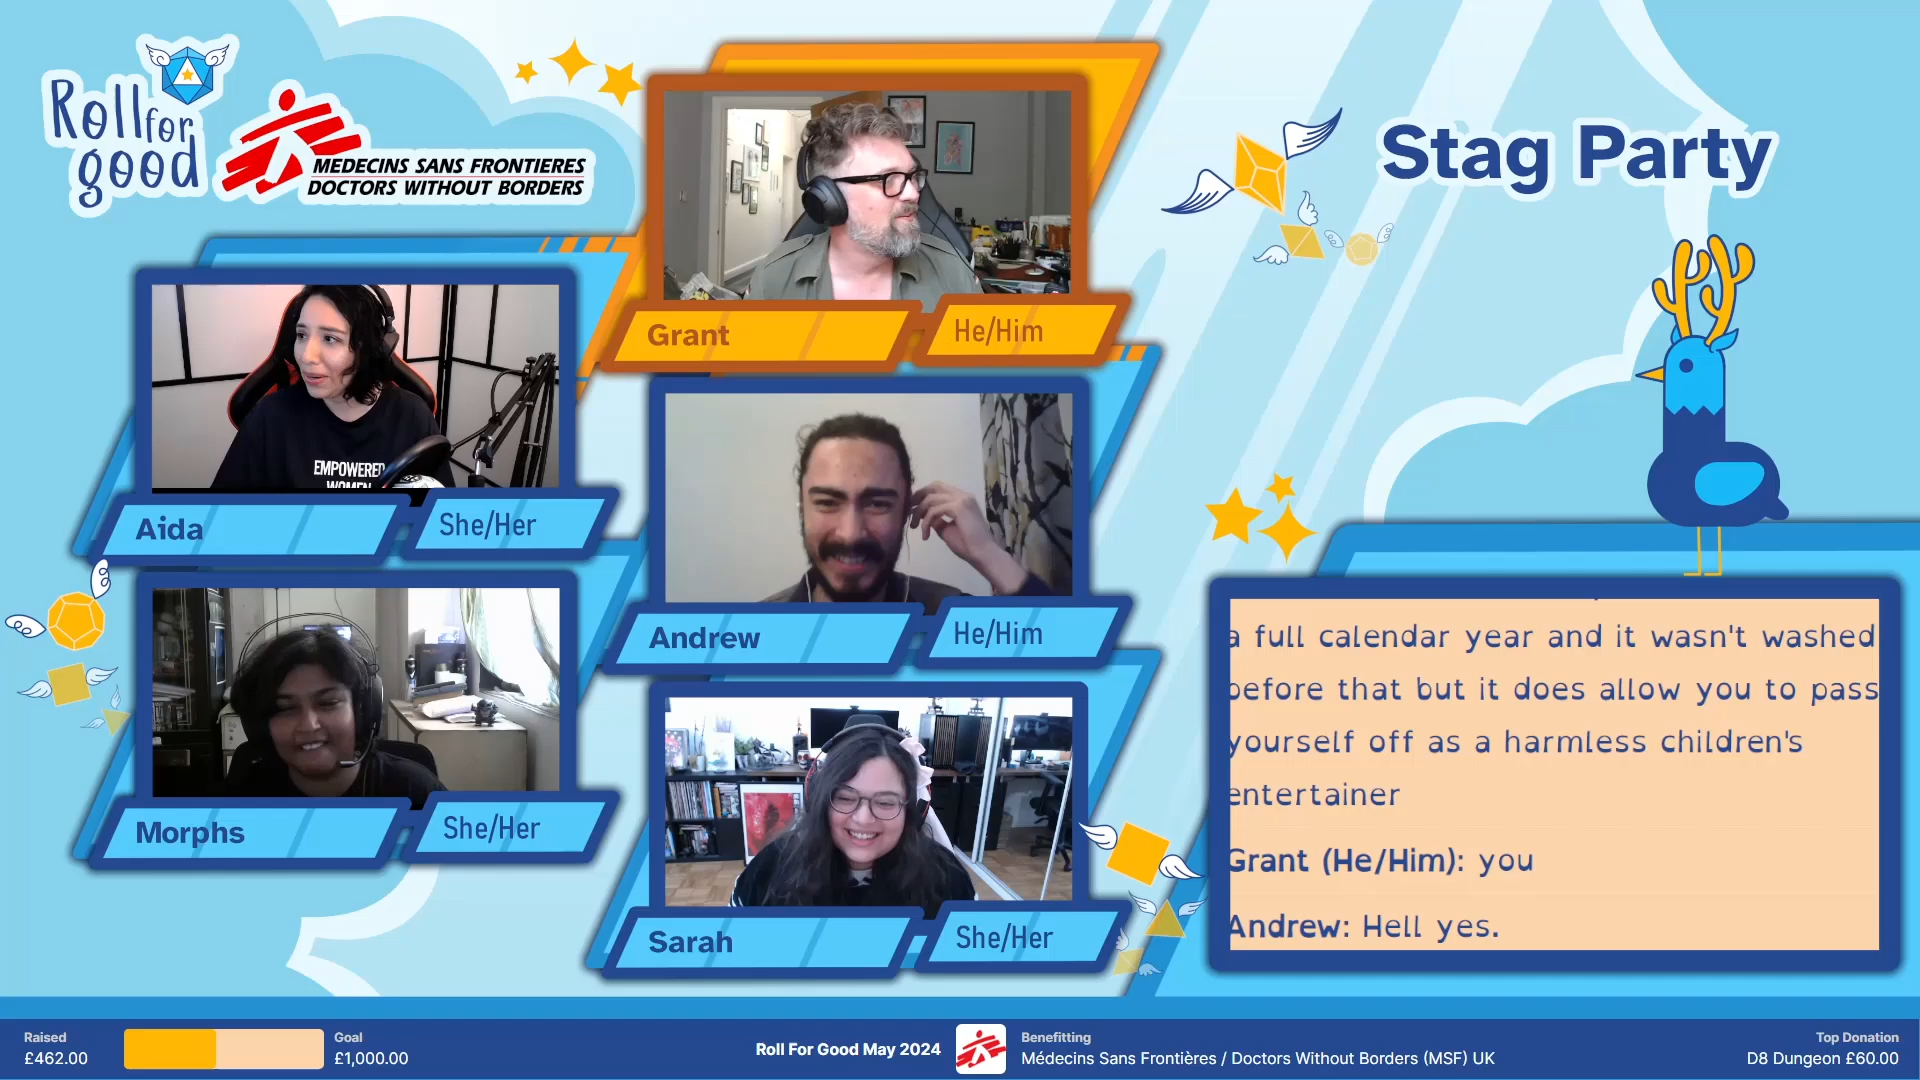 Roll for
good
MEDECINS SANS FRONTIERES
DOCTORS WITHOUT BORDERS
Stag Party
Grant
He/Him
EMPOWERED
WOMEN
Aida
She/Her
Andrew
He/Him
Morphs
She/Her
Sarah
She/Her
a full calendar year and it wasn't washed
before that but it does allow you to pass
yourself off as a harmless children's
entertainer
Grant (He/Him): you
Andrew: Hell yes.
Raised
£462.00
Goal
£1,000.00
Roll For Good May 2024
Benefitting
Médecins Sans Frontières / Doctors Without Borders (MSF) UK
Top Donation
D8 Dungeon £60.00